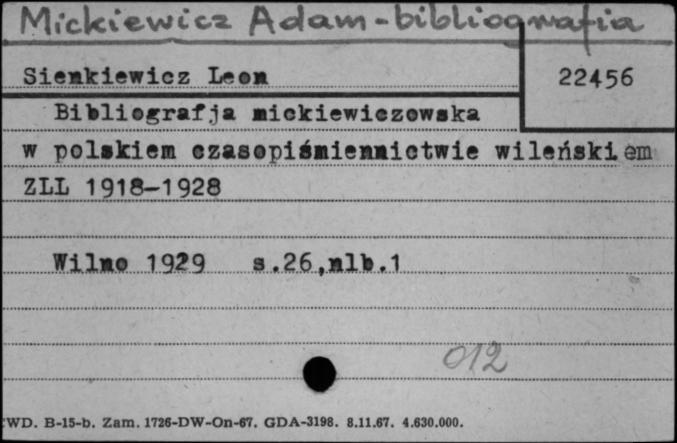 Mickiewicz Adam - bibliografia
Sienkiewicz Leon
22456
Bibliografja mickiewiczowska
w polskiem czasopiśmiennictwie wileńskiem
ZLL 1918-1928
Wilno 1929 s.26,nlb.1
012
WD. B-15-b. Zam. 1726-DW-On-67. GDA-3198. 8.11.67. 4.630.000.